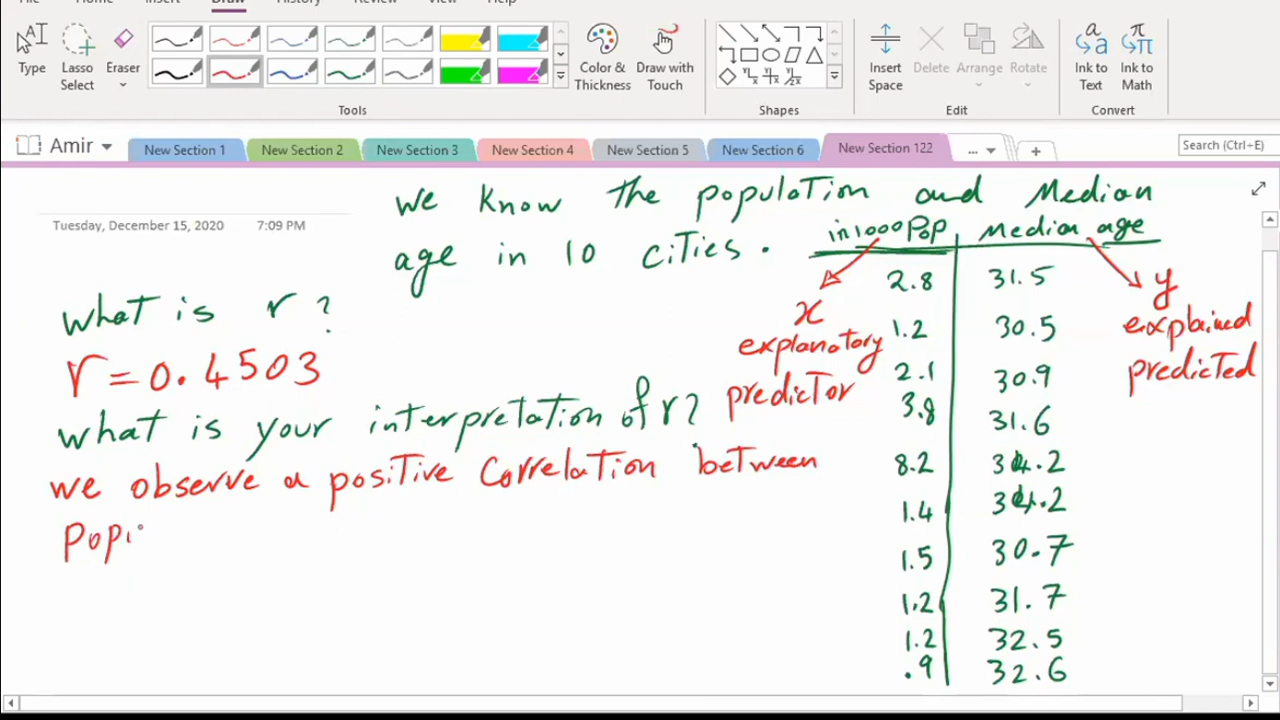 Home
Insert
Draw
History
Review
View
Help
Type
Lasso Select
Eraser
Color & Thickness
Draw with Touch
Insert Space
Delete
Arrange
Rotate
Ink to Text
Ink to Math
Tools
Shapes
Edit
Convert
Amir
New Section 1
New Section 2
New Section 3
New Section 4
New Section 5
New Section 6
New Section 122
...
Search (Ctrl+E)
Tuesday, December 15, 2020 7:09 PM
we know the population and Median
age in 10 cities.
in 1000 Pop Median age
2.8 31.5
1.2 30.5
2.1 30.9
3.8 31.6
8.2 34.2
1.4 34.2
1.5 30.7
1.2 31.7
1.2 32.5
.9 32.6
x
explanatory
predictor
y
explained
predicted
what is r?
r = 0.4503
what is your interpretation of r?
we observe a positive Correlation between